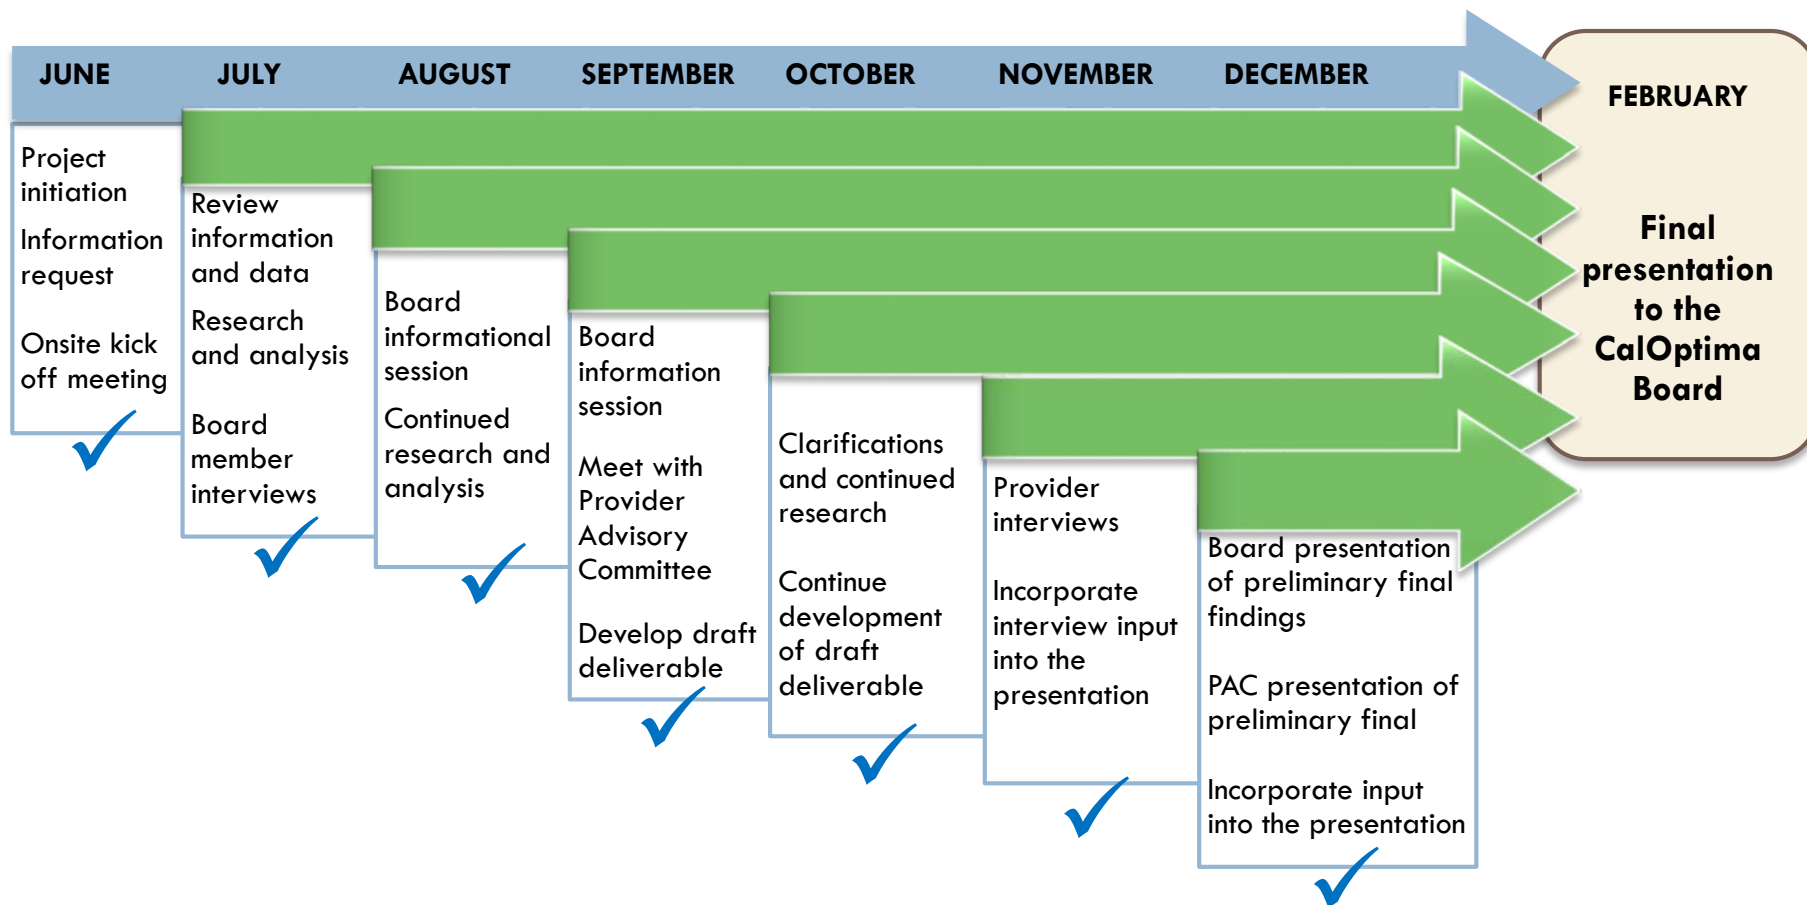 JUNE
JULY
AUGUST
SEPTEMBER
OCTOBER
NOVEMBER
DECEMBER
Project
initiation
Information
request
Onsite kick
off meeting
Review
information
and data
Research
and analysis
Board
member
interviews
Board
informational
session
Continued
research and
analysis
Board
information
session
Meet with
Provider
Advisory
Committee
Develop draft
deliverable
Clarifications
and continued
research
Continue
development
of draft
deliverable
Provider
interviews
Incorporate
interview input
into the
presentation
Board presentation
of preliminary final
findings
PAC presentation of
preliminary final
Incorporate input
into the presentation
FEBRUARY
Final
presentation
to the
CalOptima
Board